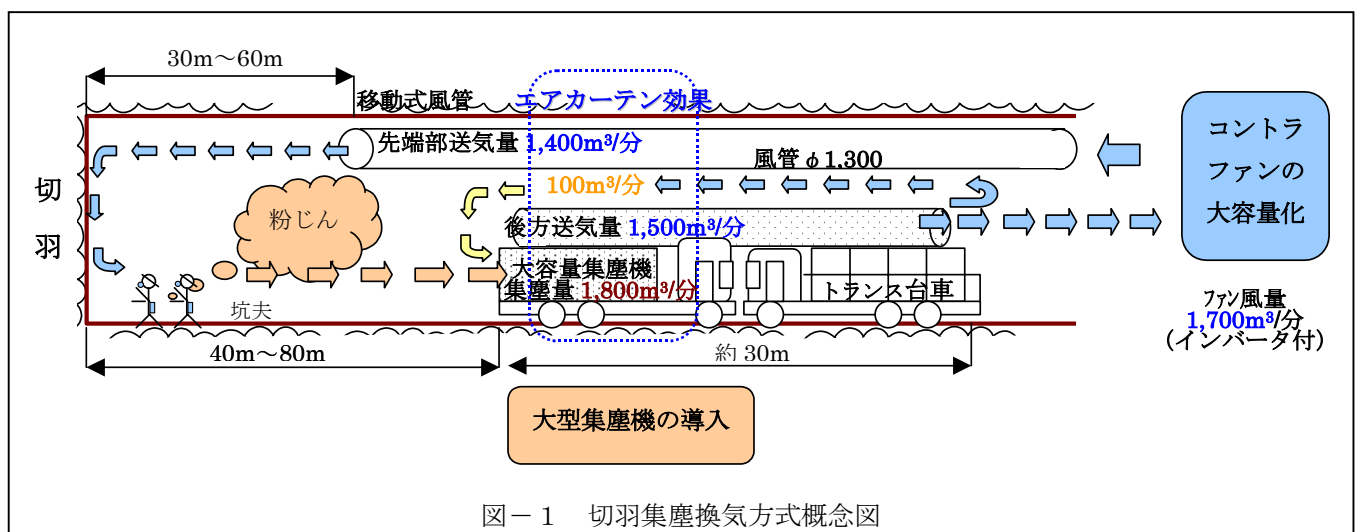 30m～60m
移動式風管
エアカーテン効果
コントラ
ファンの
大容量化
先端部送気量 1,400m³/分
風管φ1,300
切
羽
100m³/分
粉じん
後方送気量 1,500m³/分
大容量集塵機
集塵量 1,800m³/分
トランス台車
坑夫
ファン風量
1,700m³/分
（インバータ付）
40m～80m
約 30m
大型集塵機の導入
図－1　切羽集塵換気方式概念図